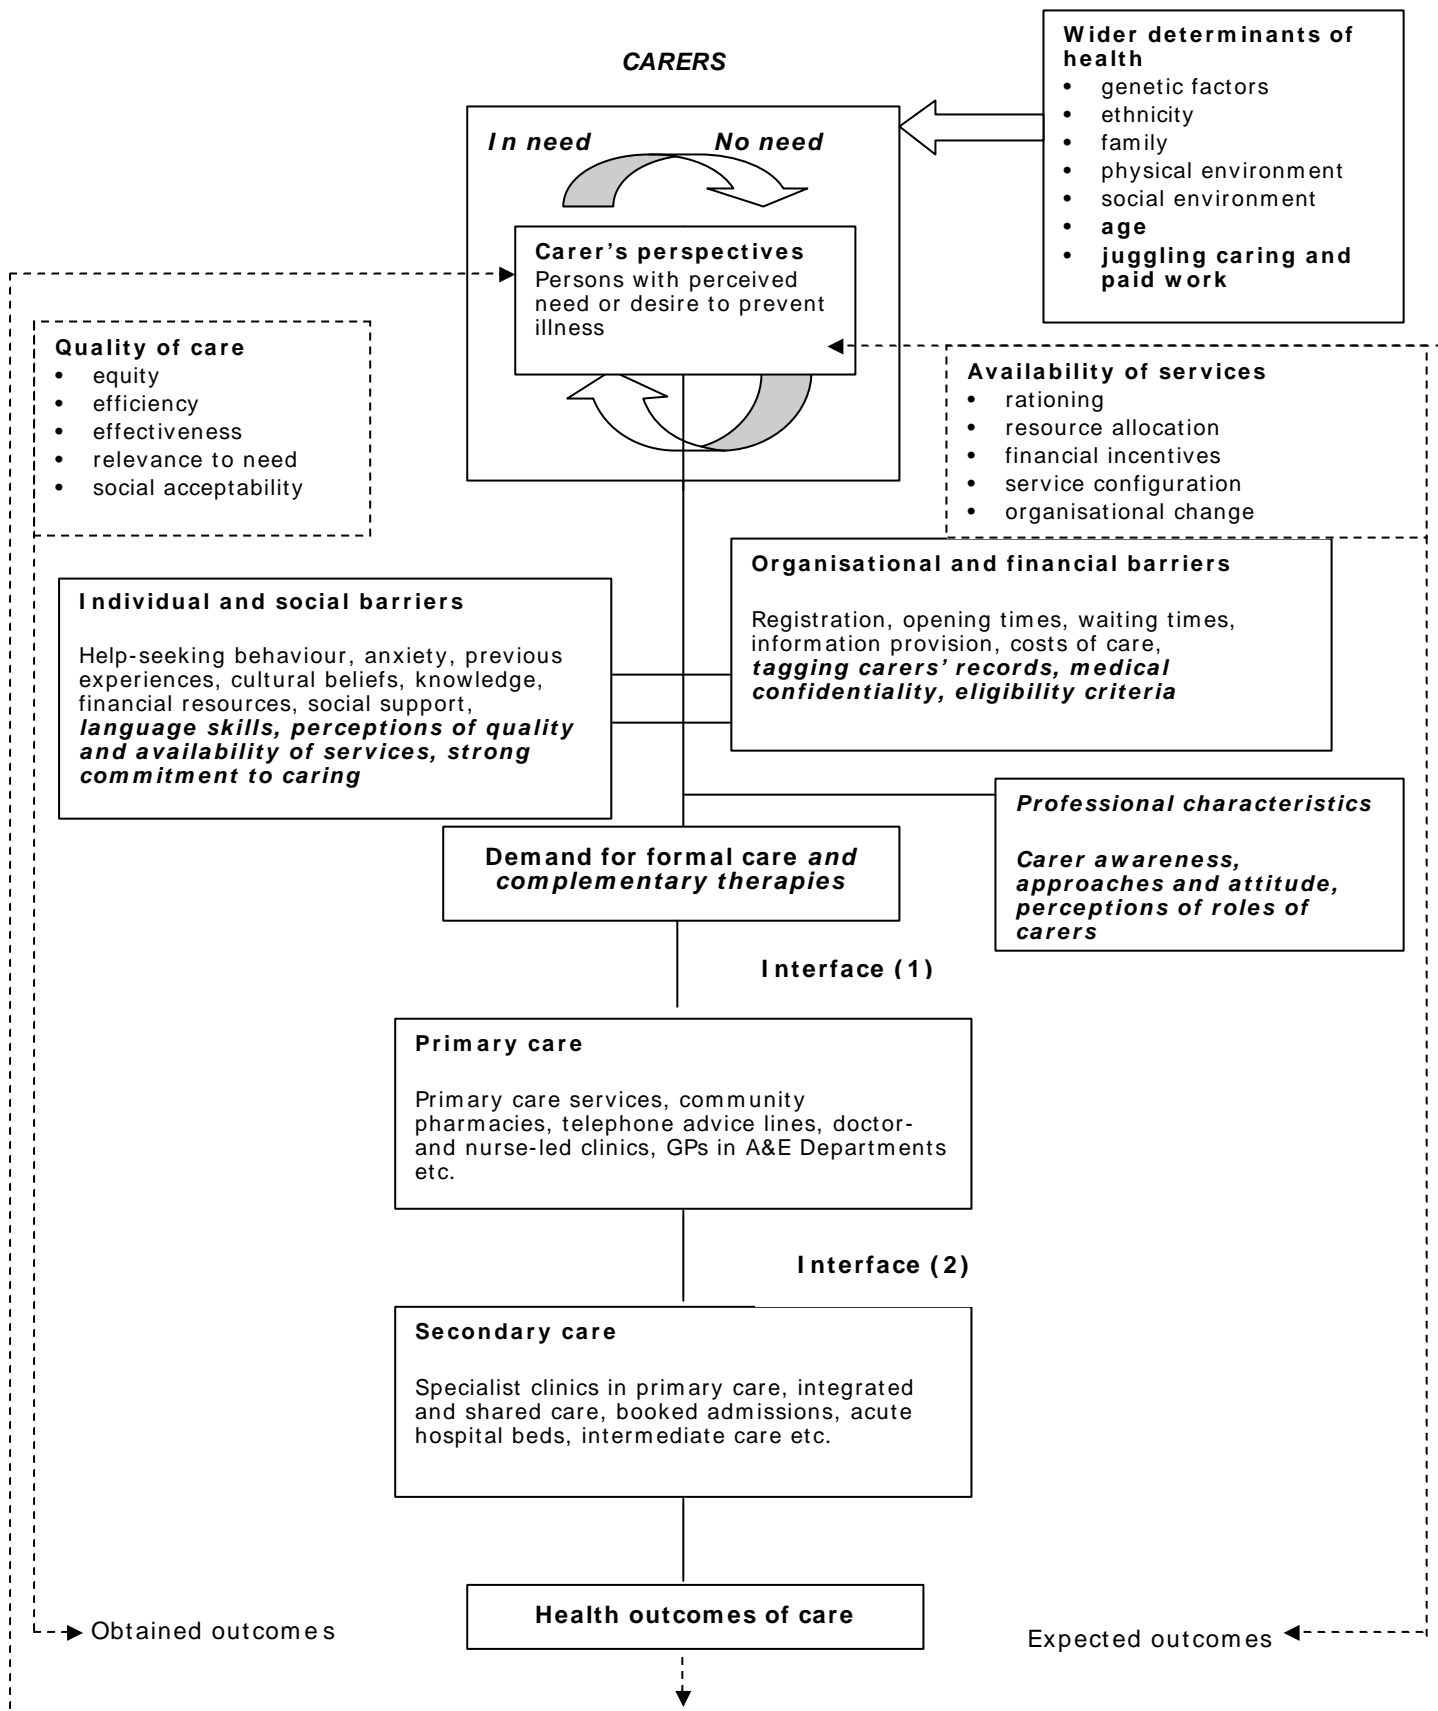 CARERS
In need
No need
Carer’s perspectives
Persons with perceived
need or desire to prevent
illness
Wider determinants of
health
• genetic factors
• ethnicity
• family
• physical environment
• social environment
• age
• juggling caring and
paid work
Quality of care
• equity
• efficiency
• effectiveness
• relevance to need
• social acceptability
Availability of services
• rationing
• resource allocation
• financial incentives
• service configuration
• organisational change
Individual and social barriers
Help-seeking behaviour, anxiety, previous
experiences, cultural beliefs, knowledge,
financial resources, social support,
language skills, perceptions of quality
and availability of services, strong
commitment to caring
Organisational and financial barriers
Registration, opening times, waiting times,
information provision, costs of care,
tagging carers’ records, medical
confidentiality, eligibility criteria
Professional characteristics
Carer awareness,
approaches and attitude,
perceptions of roles of
carers
Demand for formal care and
complementary therapies
Interface (1)
Primary care
Primary care services, community
pharmacies, telephone advice lines, doctor-
and nurse-led clinics, GPs in A&E Departments
etc.
Interface (2)
Secondary care
Specialist clinics in primary care, integrated
and shared care, booked admissions, acute
hospital beds, intermediate care etc.
Health outcomes of care
Obtained outcomes
Expected outcomes